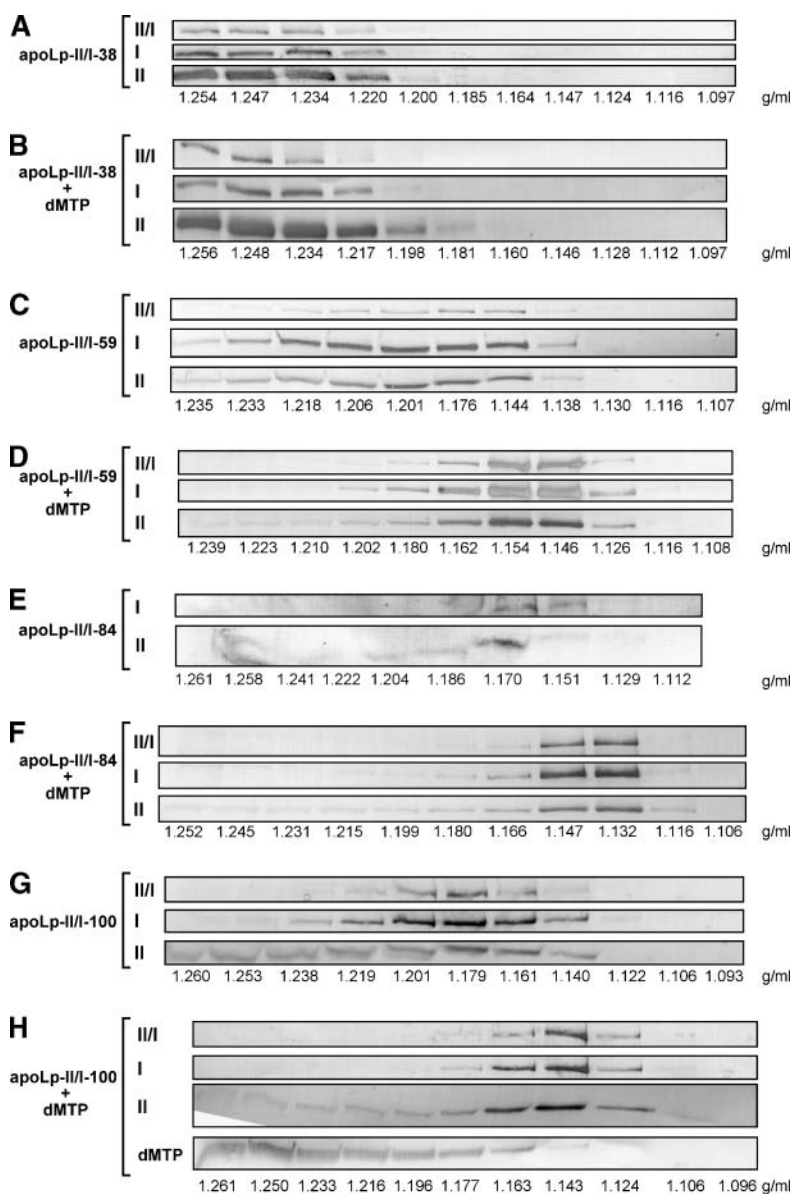 A
apoLp-II/I-38
II/I
I
II
1.254 1.247 1.234 1.220 1.200 1.185 1.164 1.147 1.124 1.116 1.097 g/ml
B
apoLp-II/I-38
+
dMTP
II/I
I
II
1.256 1.248 1.234 1.217 1.198 1.181 1.160 1.146 1.128 1.112 1.097 g/ml
C
apoLp-II/I-59
II/I
I
II
1.235 1.233 1.218 1.206 1.201 1.176 1.144 1.138 1.130 1.116 1.107 g/ml
D
apoLp-II/I-59
+
dMTP
II/I
I
II
1.239 1.223 1.210 1.202 1.180 1.162 1.154 1.146 1.126 1.116 1.108 g/ml
E
apoLp-II/I-84
I
II
1.261 1.258 1.241 1.222 1.204 1.186 1.170 1.151 1.129 1.112 g/ml
F
apoLp-II/I-84
+
dMTP
II/I
I
II
1.252 1.245 1.231 1.215 1.199 1.180 1.166 1.147 1.132 1.116 1.106 g/ml
G
apoLp-II/I-100
II/I
I
II
1.260 1.253 1.238 1.219 1.201 1.179 1.161 1.140 1.122 1.106 1.093 g/ml
H
apoLp-II/I-100
+
dMTP
II/I
I
II
dMTP
1.261 1.250 1.233 1.216 1.196 1.177 1.163 1.143 1.124 1.106 1.096 g/ml